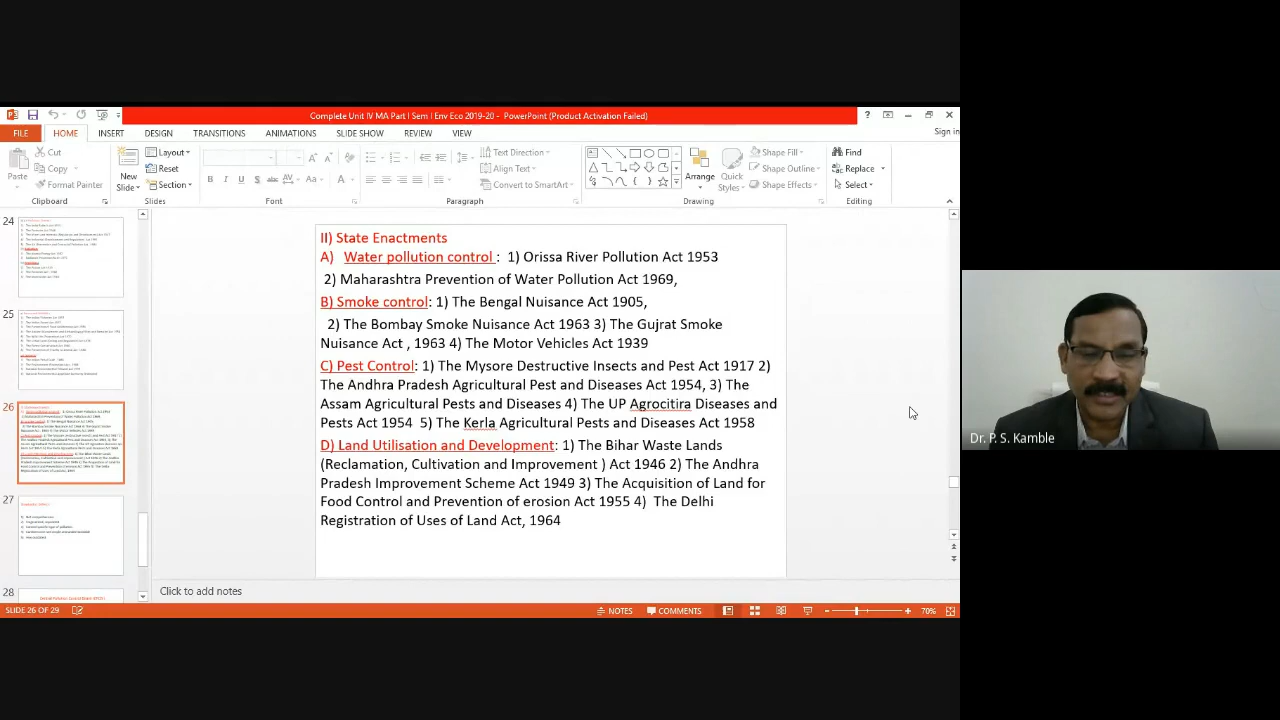 Complete Unit IV MA Part I Sem I Env Eco 2019-20 - PowerPoint (Product Activation Failed)
FILE HOME INSERT DESIGN TRANSITIONS ANIMATIONS SLIDE SHOW REVIEW VIEW Sign in
Paste Cut Copy Format Painter
Clipboard
New Slide Layout Reset Section
Slides
Font
Text Direction Align Text Convert to SmartArt
Paragraph
Arrange Quick Styles Shape Fill Shape Outline Shape Effects
Drawing
Find Replace Select
Editing
24
25
26
27
28
II) State Enactments
A) Water pollution control : 1) Orissa River Pollution Act 1953
2) Maharashtra Prevention of Water Pollution Act 1969,
B) Smoke control: 1) The Bengal Nuisance Act 1905,
2) The Bombay Smoke Nuisance Act 1963 3) The Gujrat Smoke
Nuisance Act , 1963 4) The Motor Vehicles Act 1939
C) Pest Control: 1) The Mysore Destructive Insects and Pest Act 1917 2)
The Andhra Pradesh Agricultural Pest and Diseases Act 1954, 3) The
Assam Agricultural Pests and Diseases 4) The UP Agrocitira Diseases and
Pests Act 1954 5) The Kerala Agricultural Pests and Diseases Act 1958
D) Land Utilisation and Development 1) The Bihar Waste Land
(Reclamation, Cultivation and Impovement ) Act 1946 2) The Andhra
Pradesh Improvement Scheme Act 1949 3) The Acquisition of Land for
Food Control and Provention of erosion Act 1955 4) The Delhi
Registration of Uses of Land Act, 1964
Click to add notes
SLIDE 26 OF 29 NOTES COMMENTS 70%
Dr. P. S. Kamble